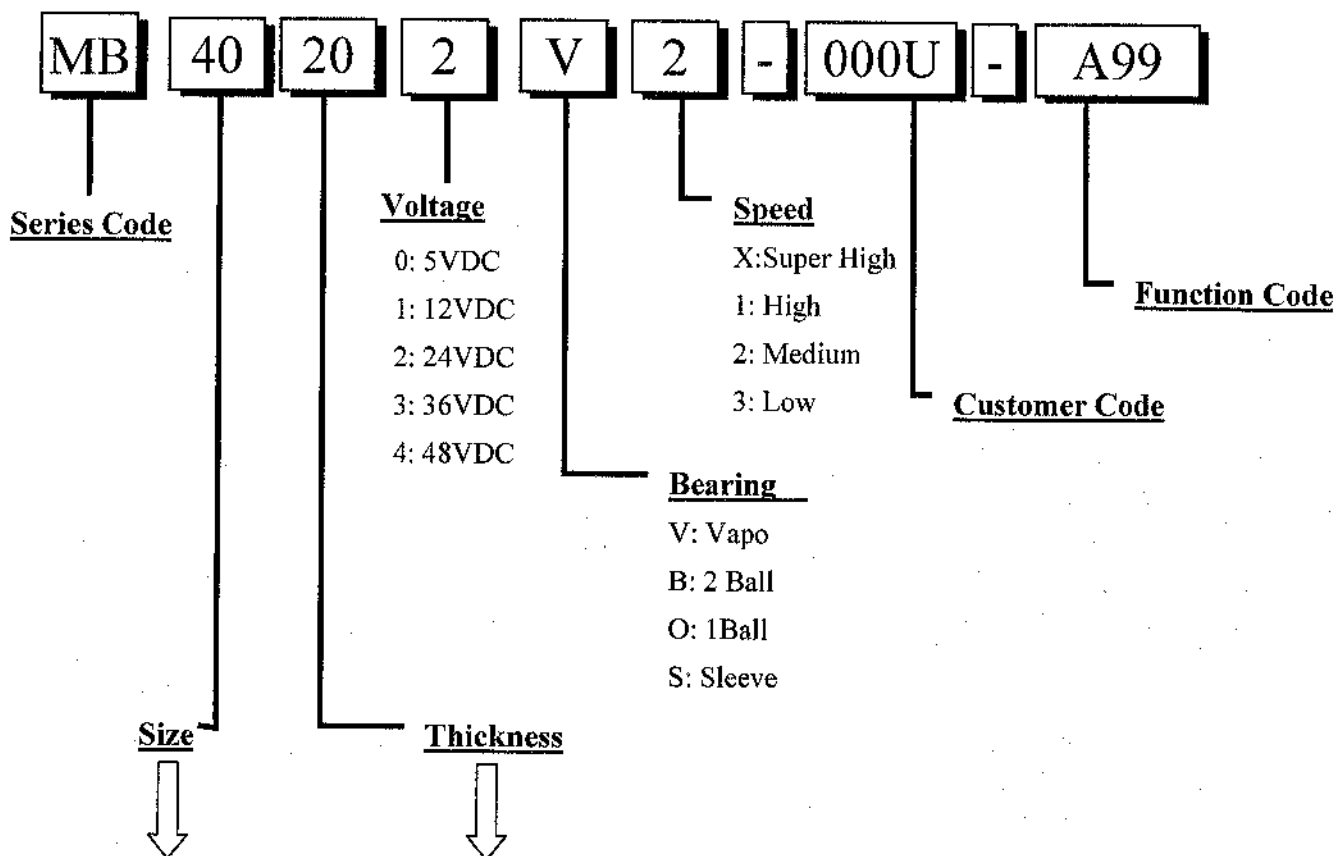 MB 40 20 2 V 2 - 000U - A99
Series Code
Voltage
0: 5VDC
1: 12VDC
2: 24VDC
3: 36VDC
4: 48VDC
Speed
X:Super High
1: High
2: Medium
3: Low
Function Code
Customer Code
Bearing
V: Vapo
B: 2 Ball
O: 1Ball
S: Sleeve
Size
Thickness